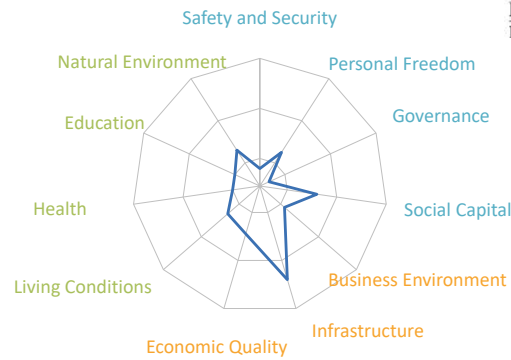 Safety and Security
Natural Environment
Personal Freedom
Education
Governance
Health
Social Capital
Living Conditions
Business Environment
Economic Quality
Infrastructure